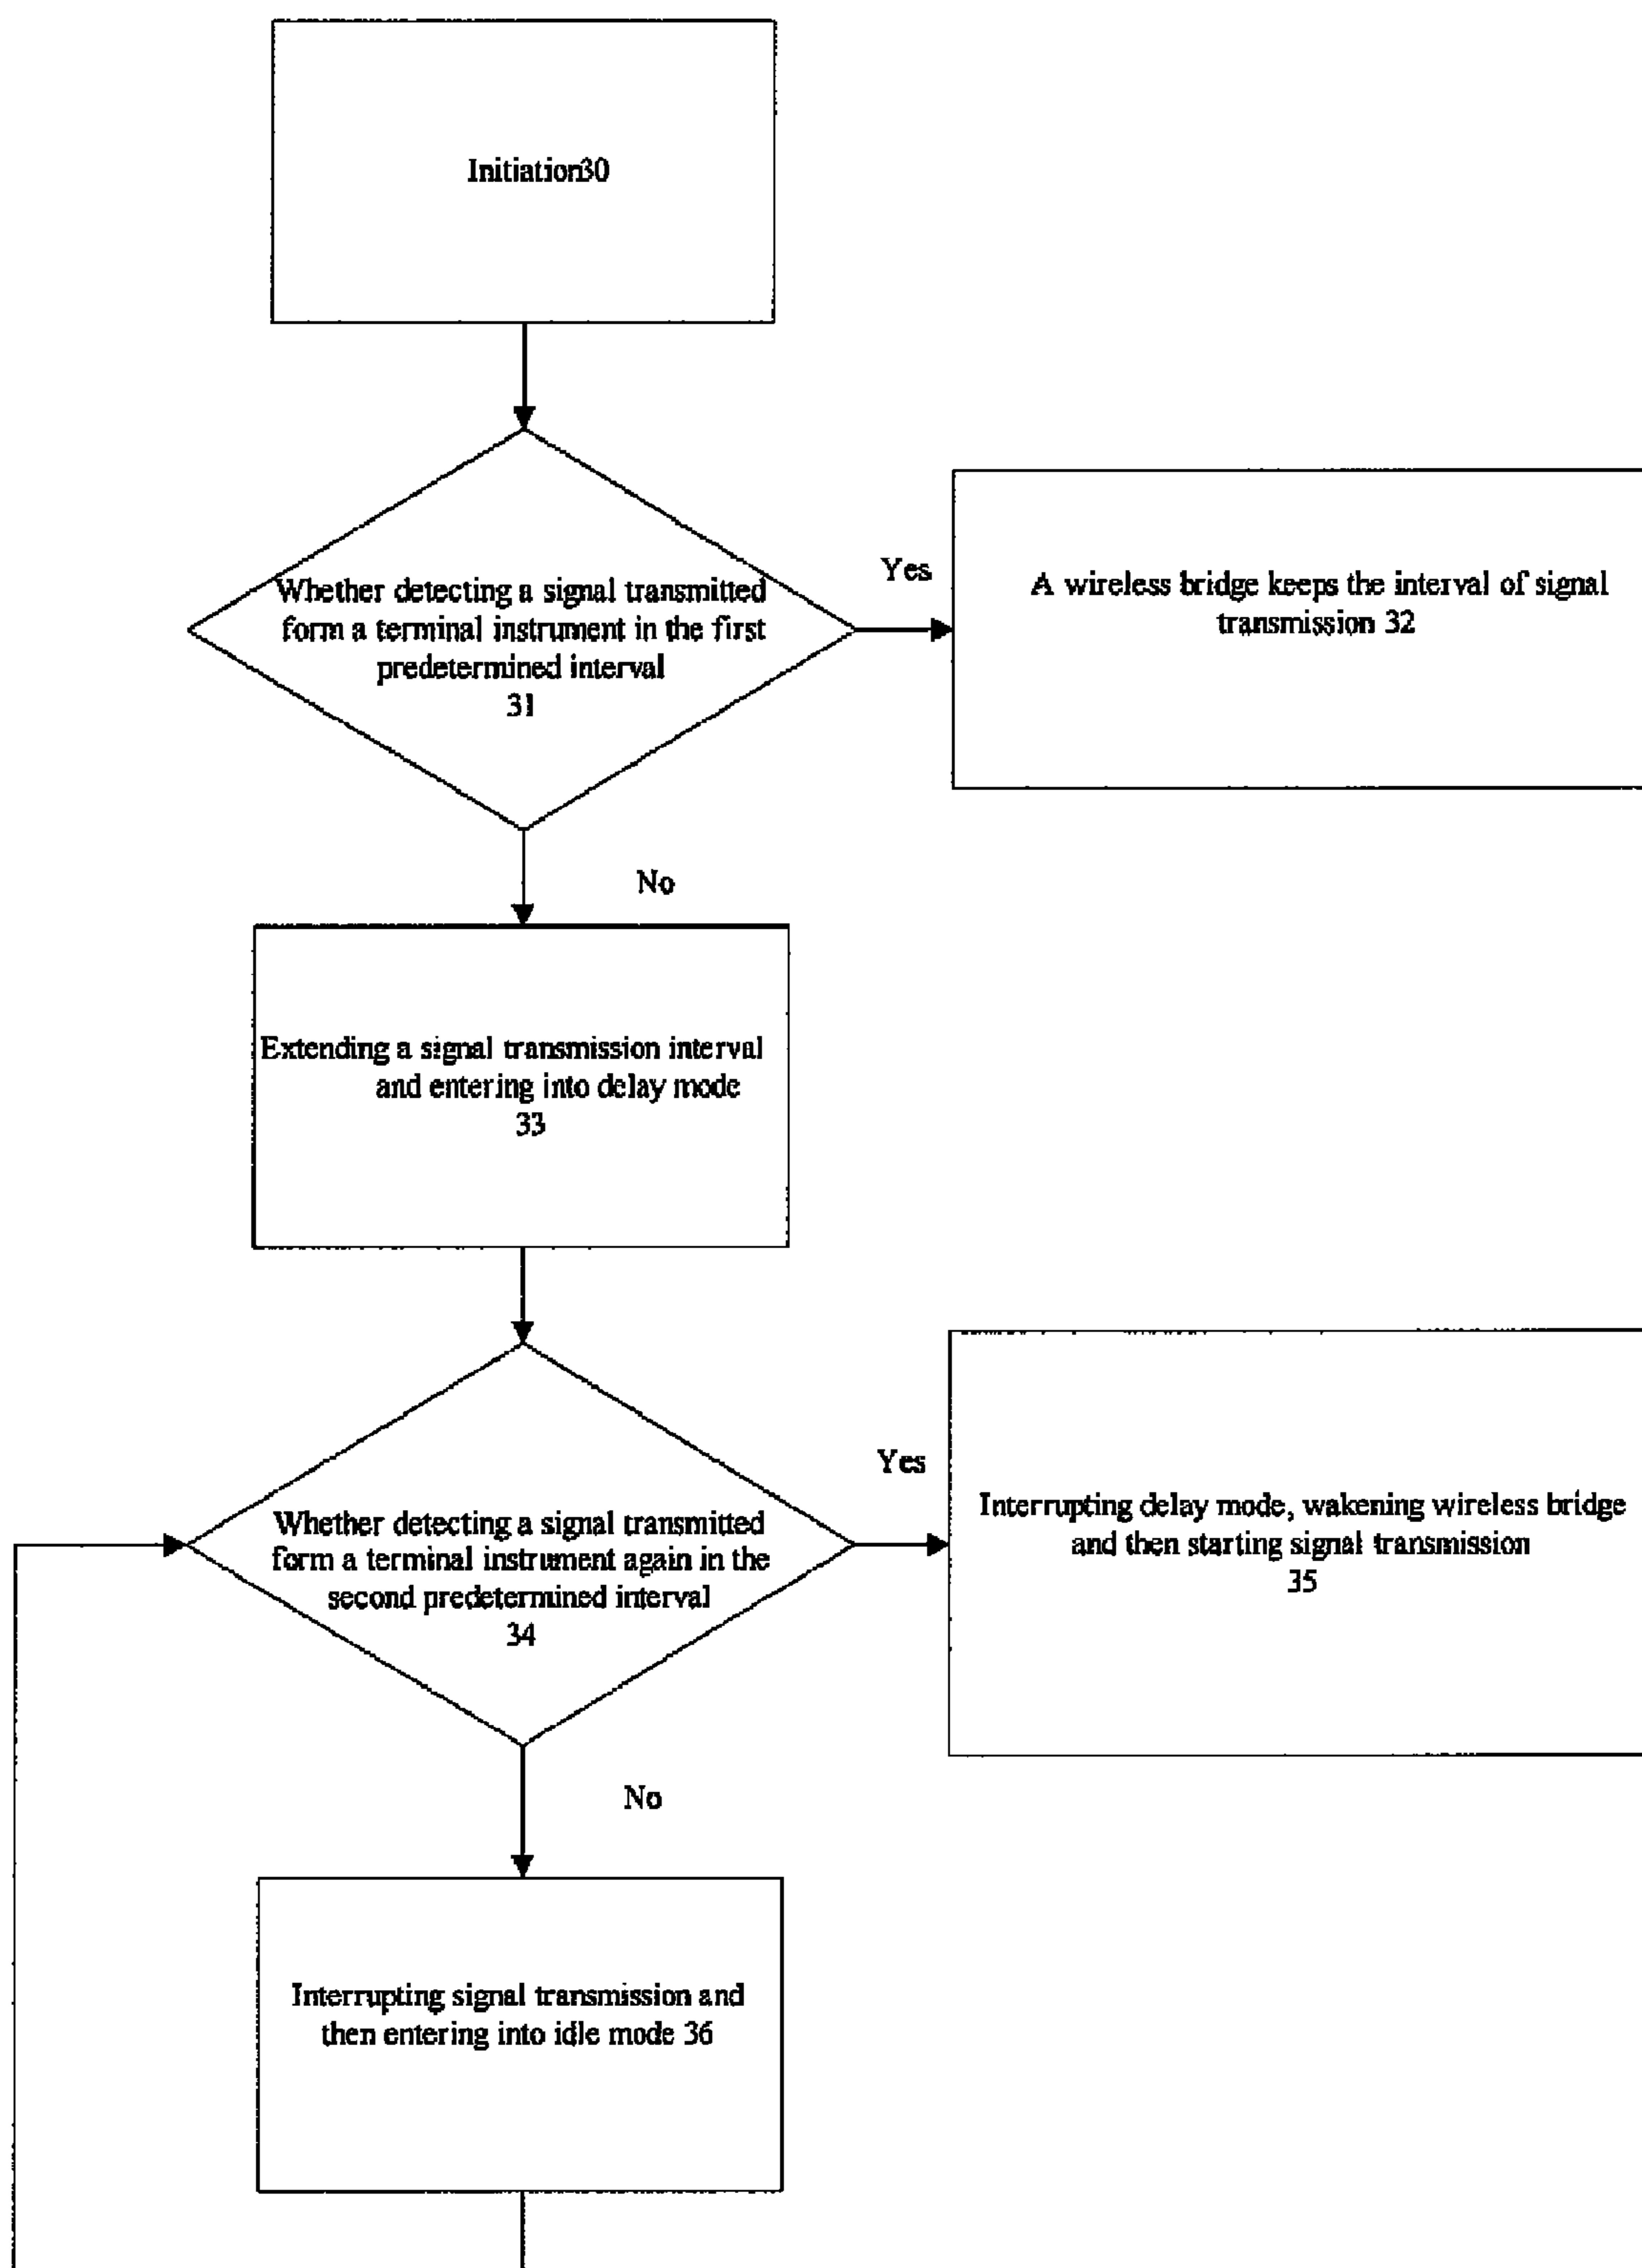 Initiation30
Whether detecting a signal transmitted
form a terminal instrument in the first
predetermined interval
31
Yes
A wireless bridge keeps the interval of signal
transmission 32
No
Extending a signal transmission interval
and entering into delay mode
33
Whether detecting a signal transmitted
form a terminal instrument again in the
second predetermined interval
34
Yes
Interrupting delay mode, wakening wireless bridge
and then starting signal transmission
35
No
Interrupting signal transmission and
then entering into idle mode 36